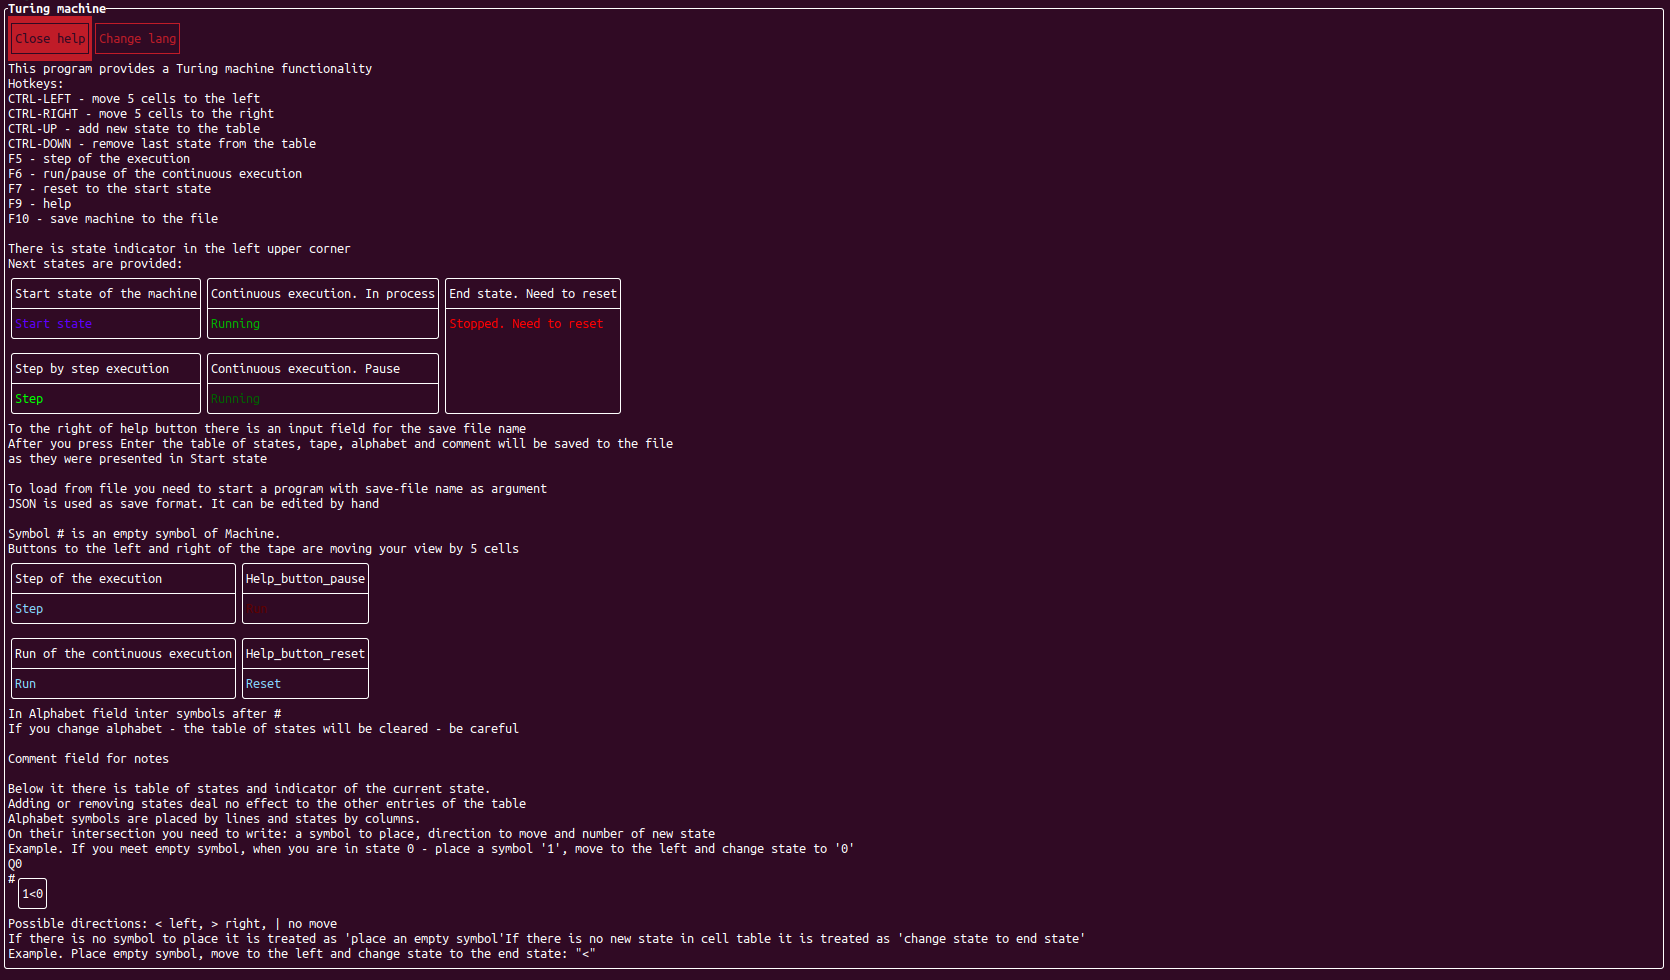 Turing machine
Close help Change lang
This program provides a Turing machine functionality
Hotkeys:
CTRL-LEFT - move 5 cells to the left
CTRL-RIGHT - move 5 cells to the right
CTRL-UP - add new state to the table
CTRL-DOWN - remove last state from the table
F5 - step of the execution
F6 - run/pause of the continuous execution
F7 - reset to the start state
F9 - help
F10 - save machine to the file
There is state indicator in the left upper corner
Next states are provided:
Start state of the machine Continuous execution. In process End state. Need to reset
Start state Running Stopped. Need to reset
Step by step execution Continuous execution. Pause
Step Running
To the right of help button there is an input field for the save file name
After you press Enter the table of states, tape, alphabet and comment will be saved to the file
as they were presented in Start state
To load from file you need to start a program with save-file name as argument
JSON is used as save format. It can be edited by hand
Symbol # is an empty symbol of Machine.
Buttons to the left and right of the tape are moving your view by 5 cells
Step of the execution Help_button_pause
Step Run
Run of the continuous execution Help_button_reset
Run Reset
In Alphabet field inter symbols after #
If you change alphabet - the table of states will be cleared - be careful
Comment field for notes
Below it there is table of states and indicator of the current state.
Adding or removing states deal no effect to the other entries of the table
Alphabet symbols are placed by lines and states by columns.
On their intersection you need to write: a symbol to place, direction to move and number of new state
Example. If you meet empty symbol, when you are in state 0 - place a symbol '1', move to the left and change state to '0'
Q0
#
1<0
Possible directions: < left, > right, | no move
If there is no symbol to place it is treated as 'place an empty symbol'If there is no new state in cell table it is treated as 'change state to end state'
Example. Place empty symbol, move to the left and change state to the end state: "<"